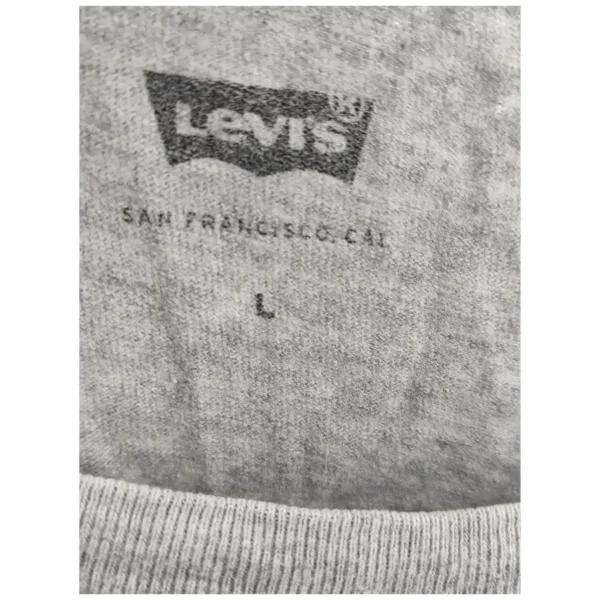 Levi's ®
SAN FRANCISCO, CAL
L